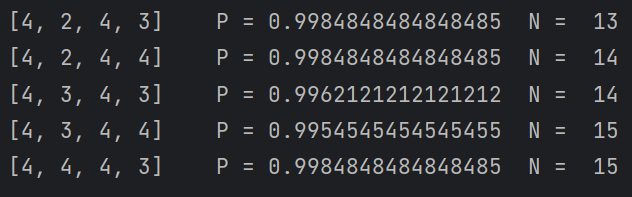 [4, 2, 4, 3] P = 0.9984848484848485 N = 13
[4, 2, 4, 4] P = 0.9984848484848485 N = 14
[4, 3, 4, 3] P = 0.9962121212121212 N = 14
[4, 3, 4, 4] P = 0.9954545454545455 N = 15
[4, 4, 4, 3] P = 0.9984848484848485 N = 15